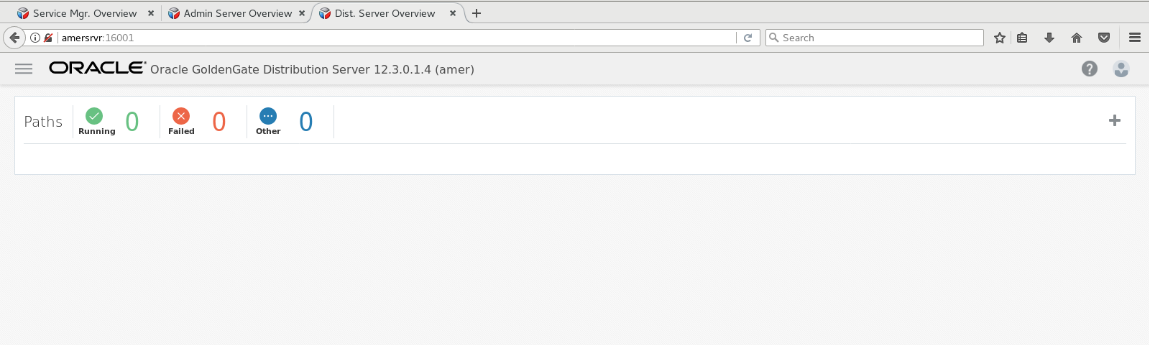 Service Mgr. Overview
Admin Server Overview
Dist. Server Overview
amersrvr:16001
Search
ORACLE® Oracle GoldenGate Distribution Server 12.3.0.1.4 (amer)
Paths
Running 0
Failed 0
Other 0